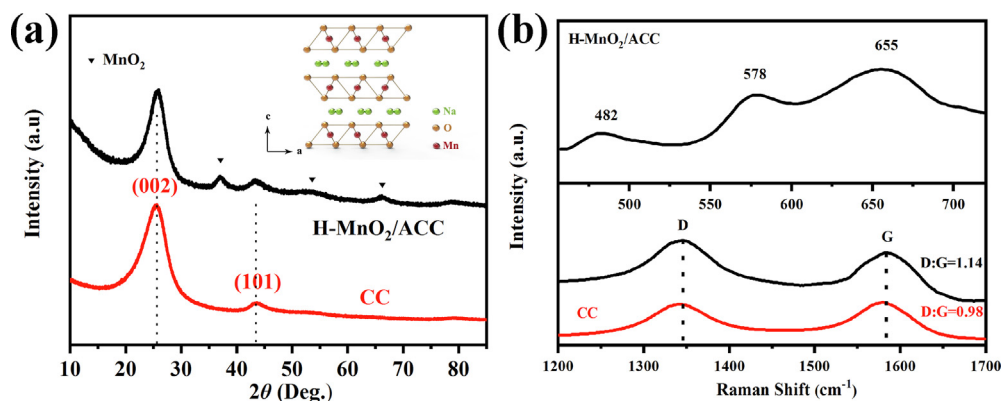 (a)
MnO2
c
a
Na
O
Mn
(002)
H-MnO2/ACC
(101)
CC
Intensity (a.u)
10 20 30 40 50 60 70 80
2θ (Deg.)
(b)
H-MnO2/ACC
655
578
482
500 550 600 650 700
D
G
D:G=1.14
CC
D:G=0.98
Intensity (a.u.)
1200 1300 1400 1500 1600 1700
Raman Shift (cm-1)